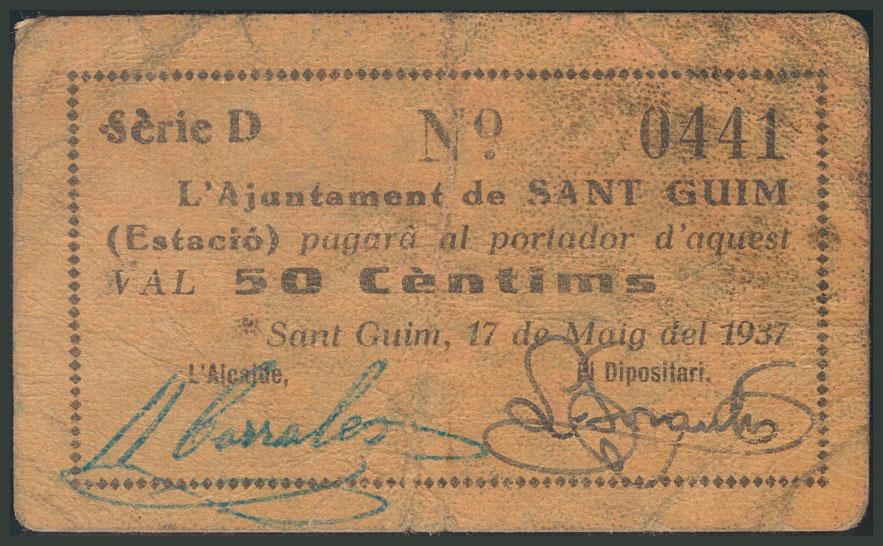 Sèrie D Nº 0441
L'Ajuntament de SANT GUIM
(Estació) pagarà al portador d'aquest
VAL 50 Cèntims
Sant Guim, 17 de Maig del 1937
L'Alcalde, El Dipositari,